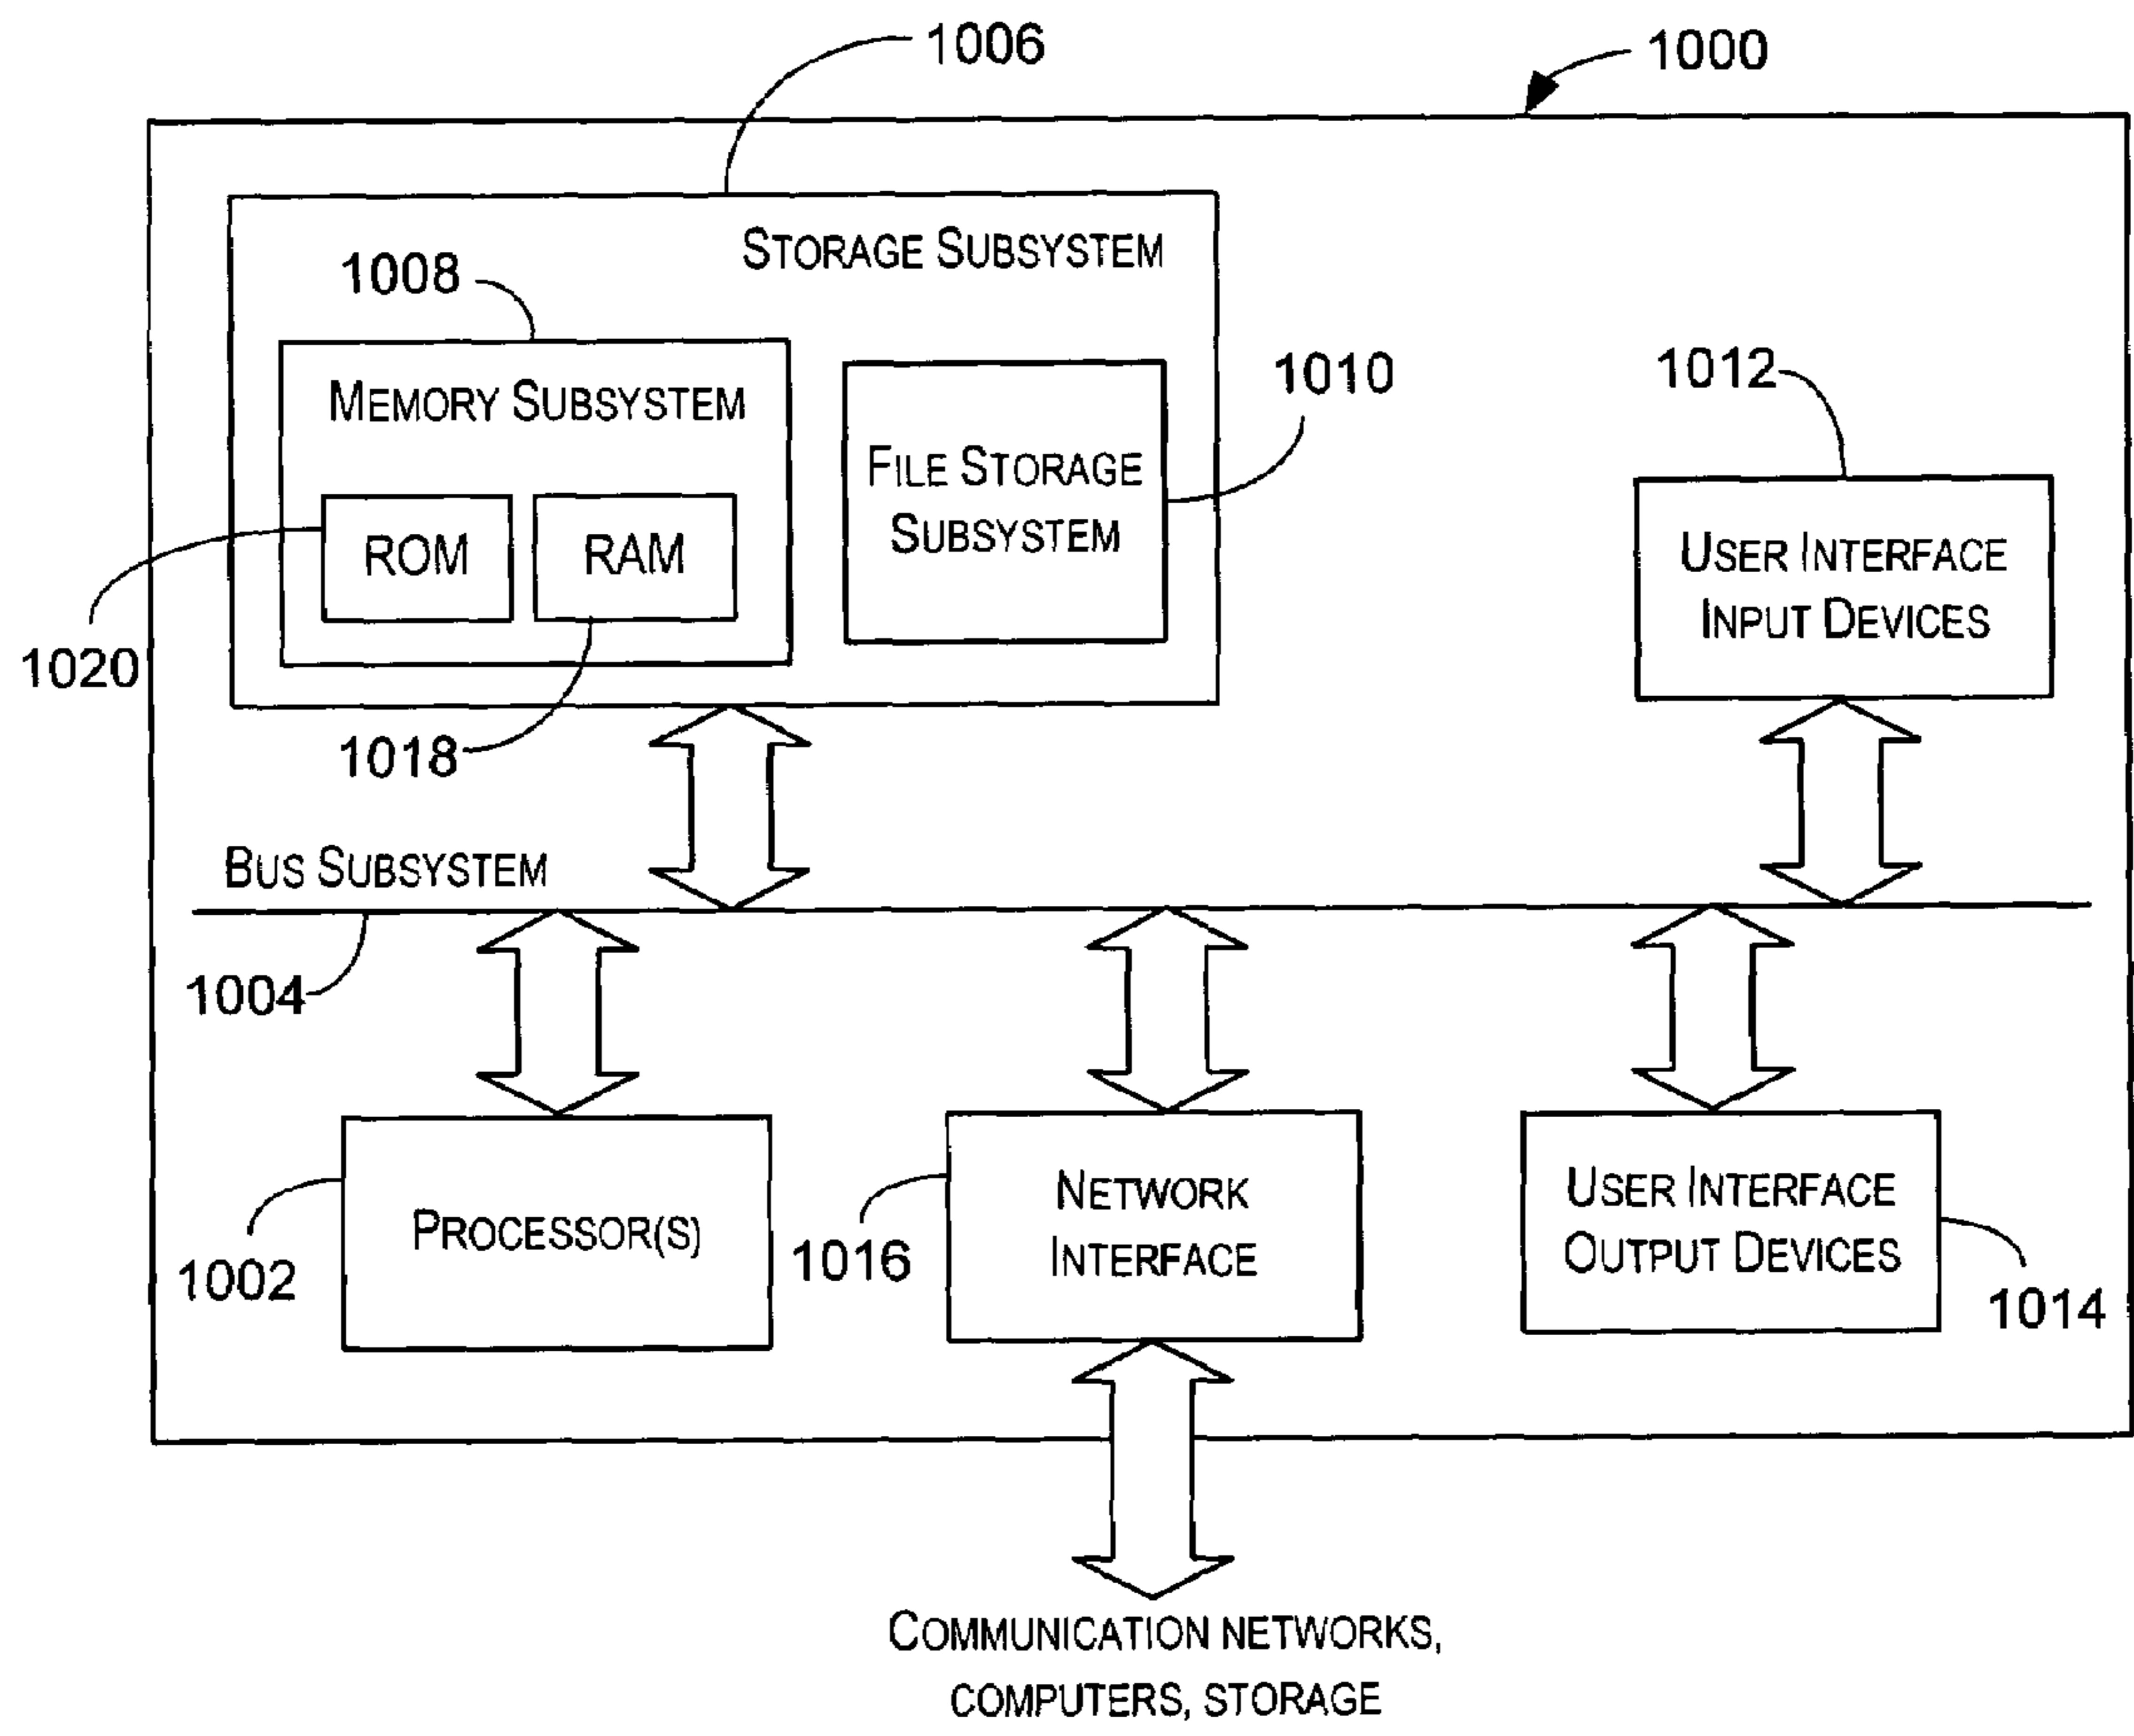 1006
1000
STORAGE SUBSYSTEM
1008
MEMORY SUBSYSTEM
1010
1012
FILE STORAGE
SUBSYSTEM
ROM
RAM
USER INTERFACE
INPUT DEVICES
1020
1018
BUS SUBSYSTEM
1004
PROCESSOR(S)
1002
NETWORK
INTERFACE
1016
USER INTERFACE
OUTPUT DEVICES
1014
COMMUNICATION NETWORKS,
COMPUTERS, STORAGE